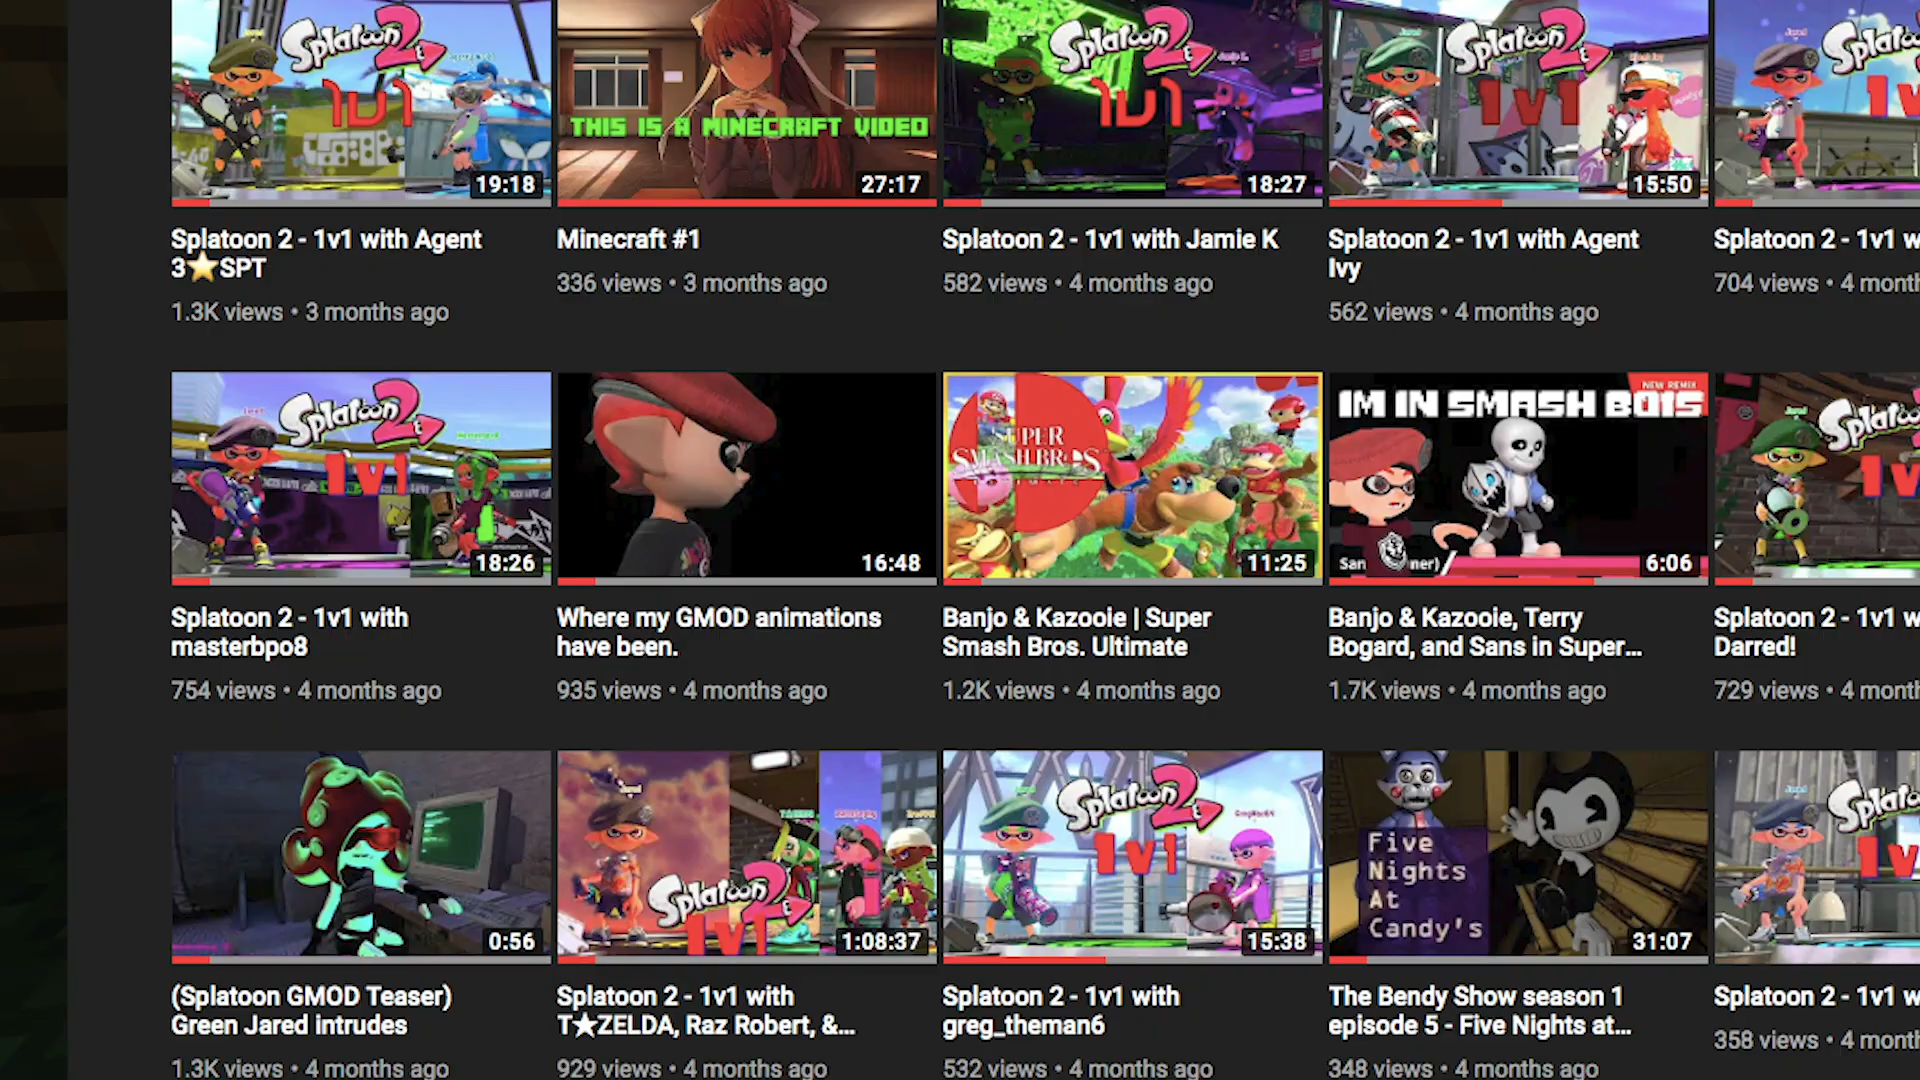 Splatoon 2
1v1
19:18
THIS IS A MINECRAFT VIDEO
27:17
Splatoon 2
1v1
18:27
Splatoon 2
1v1
15:50
1v
Splatoon 2 - 1v1 with Agent
3⭐SPT
1.3K views • 3 months ago
Minecraft #1
336 views • 3 months ago
Splatoon 2 - 1v1 with Jamie K
582 views • 4 months ago
Splatoon 2 - 1v1 with Agent
Ivy
562 views • 4 months ago
Splatoon 2 - 1v1 w
704 views • 4 month
Splatoon 2
1v1
18:26
16:48
SUPER
SMASH BROS.
ULTIMATE
11:25
NEW REMIX
IM IN SMASH BOIS
6:06
1v
Splatoon 2 - 1v1 with
masterbpo8
754 views • 4 months ago
Where my GMOD animations
have been.
935 views • 4 months ago
Banjo & Kazooie | Super
Smash Bros. Ultimate
1.2K views • 4 months ago
Banjo & Kazooie, Terry
Bogard, and Sans in Super...
1.7K views • 4 months ago
Splatoon 2 - 1v1 w
Darred!
729 views • 4 month
0:56
Splatoon 2
1v1
1:08:37
Splatoon 2
1v1
15:38
Five
Nights
At
Candy's
31:07
1v
(Splatoon GMOD Teaser)
Green Jared intrudes
1.3K views • 4 months ago
Splatoon 2 - 1v1 with
T★ZELDA, Raz Robert, &...
929 views • 4 months ago
Splatoon 2 - 1v1 with
greg_theman6
532 views • 4 months ago
The Bendy Show season 1
episode 5 - Five Nights at...
348 views • 4 months ago
Splatoon 2 - 1v1 w
358 views • 4 month